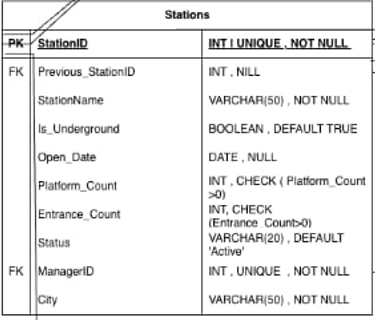 Stations
PK StationID INT I UNIQUE , NOT NULL
FK Previous_StationID INT , NILL
StationName VARCHAR(50) , NOT NULL
Is_Underground BOOLEAN , DEFAULT TRUE
Open_Date DATE , NULL
Platform_Count INT , CHECK ( Platform_Count
>0)
Entrance_Count INT, CHECK
(Entrance_Count>0)
Status VARCHAR(20) , DEFAULT
'Active'
FK ManagerID INT , UNIQUE , NOT NULL
City VARCHAR(50) , NOT NULL